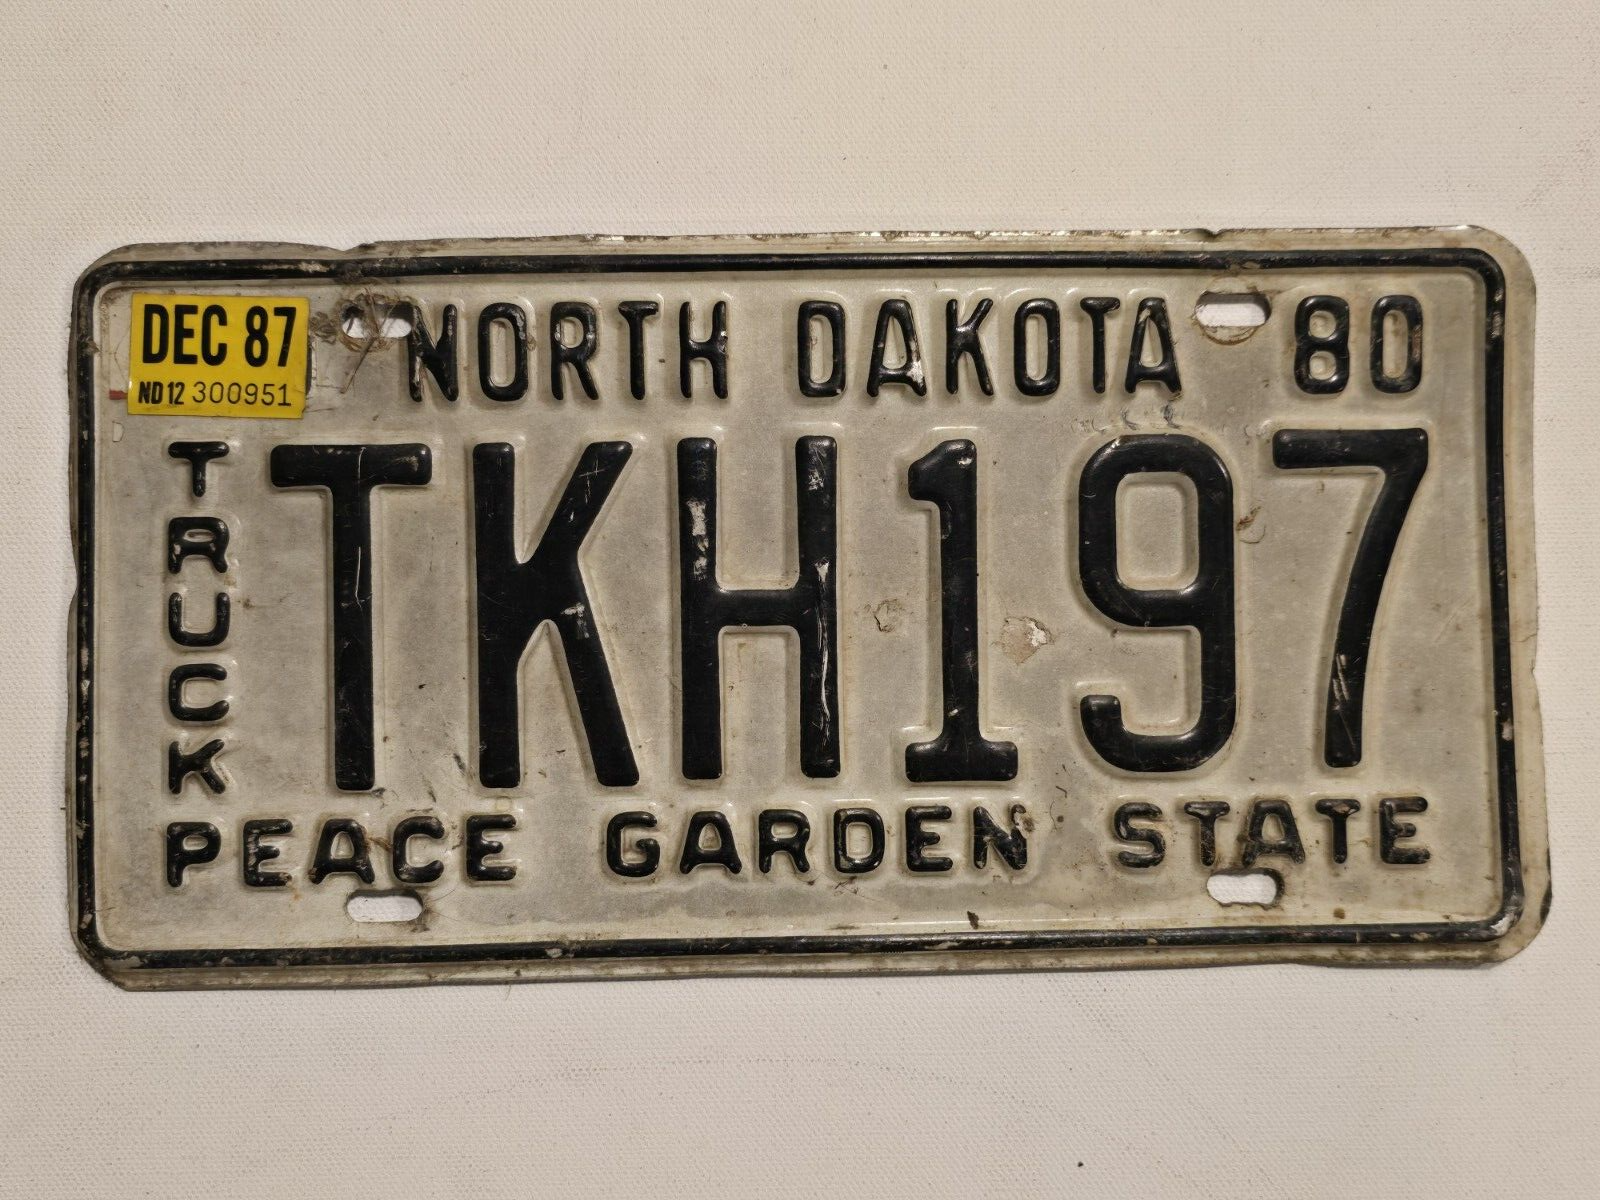 DEC 87
ND 12 300951
NORTH DAKOTA 80
TRUCK
TKH197
PEACE GARDEN STATE